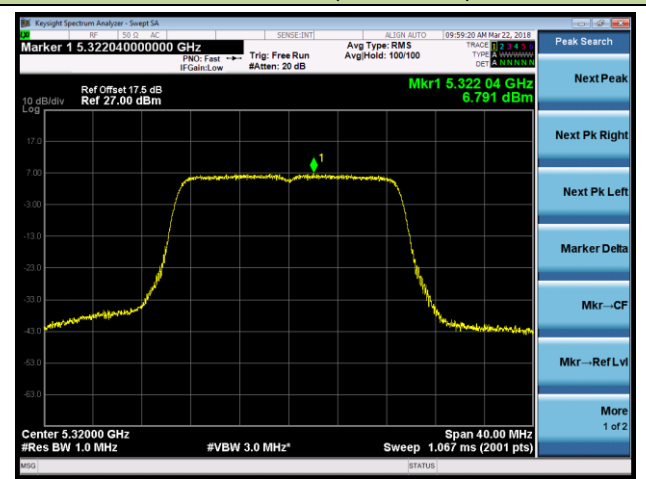 Keysight Spectrum Analyzer - Swept SA
RF 50 Ω AC SENSE:INT ALIGN AUTO 09:59:20 AM Mar 22, 2018
Marker 1 5.322040000000 GHz
PNO: Fast
IFGain:Low
Trig: Free Run
#Atten: 20 dB
Avg Type: RMS
Avg|Hold: 100/100
TRACE 1 2 3 4 5 6
TYPE A WWWWW
DET A N N N N N
Peak Search
Ref Offset 17.5 dB
Ref 27.00 dBm
Mkr1 5.322 04 GHz
6.791 dBm
10 dB/div
Log
17.0
7.00
-3.00
-13.0
-23.0
-33.0
-43.0
-53.0
-63.0
1
Center 5.32000 GHz
#Res BW 1.0 MHz
#VBW 3.0 MHz*
Span 40.00 MHz
Sweep 1.067 ms (2001 pts)
MSG
STATUS
Next Peak
Next Pk Right
Next Pk Left
Marker Delta
Mkr→CF
Mkr→Ref Lvl
More
1 of 2